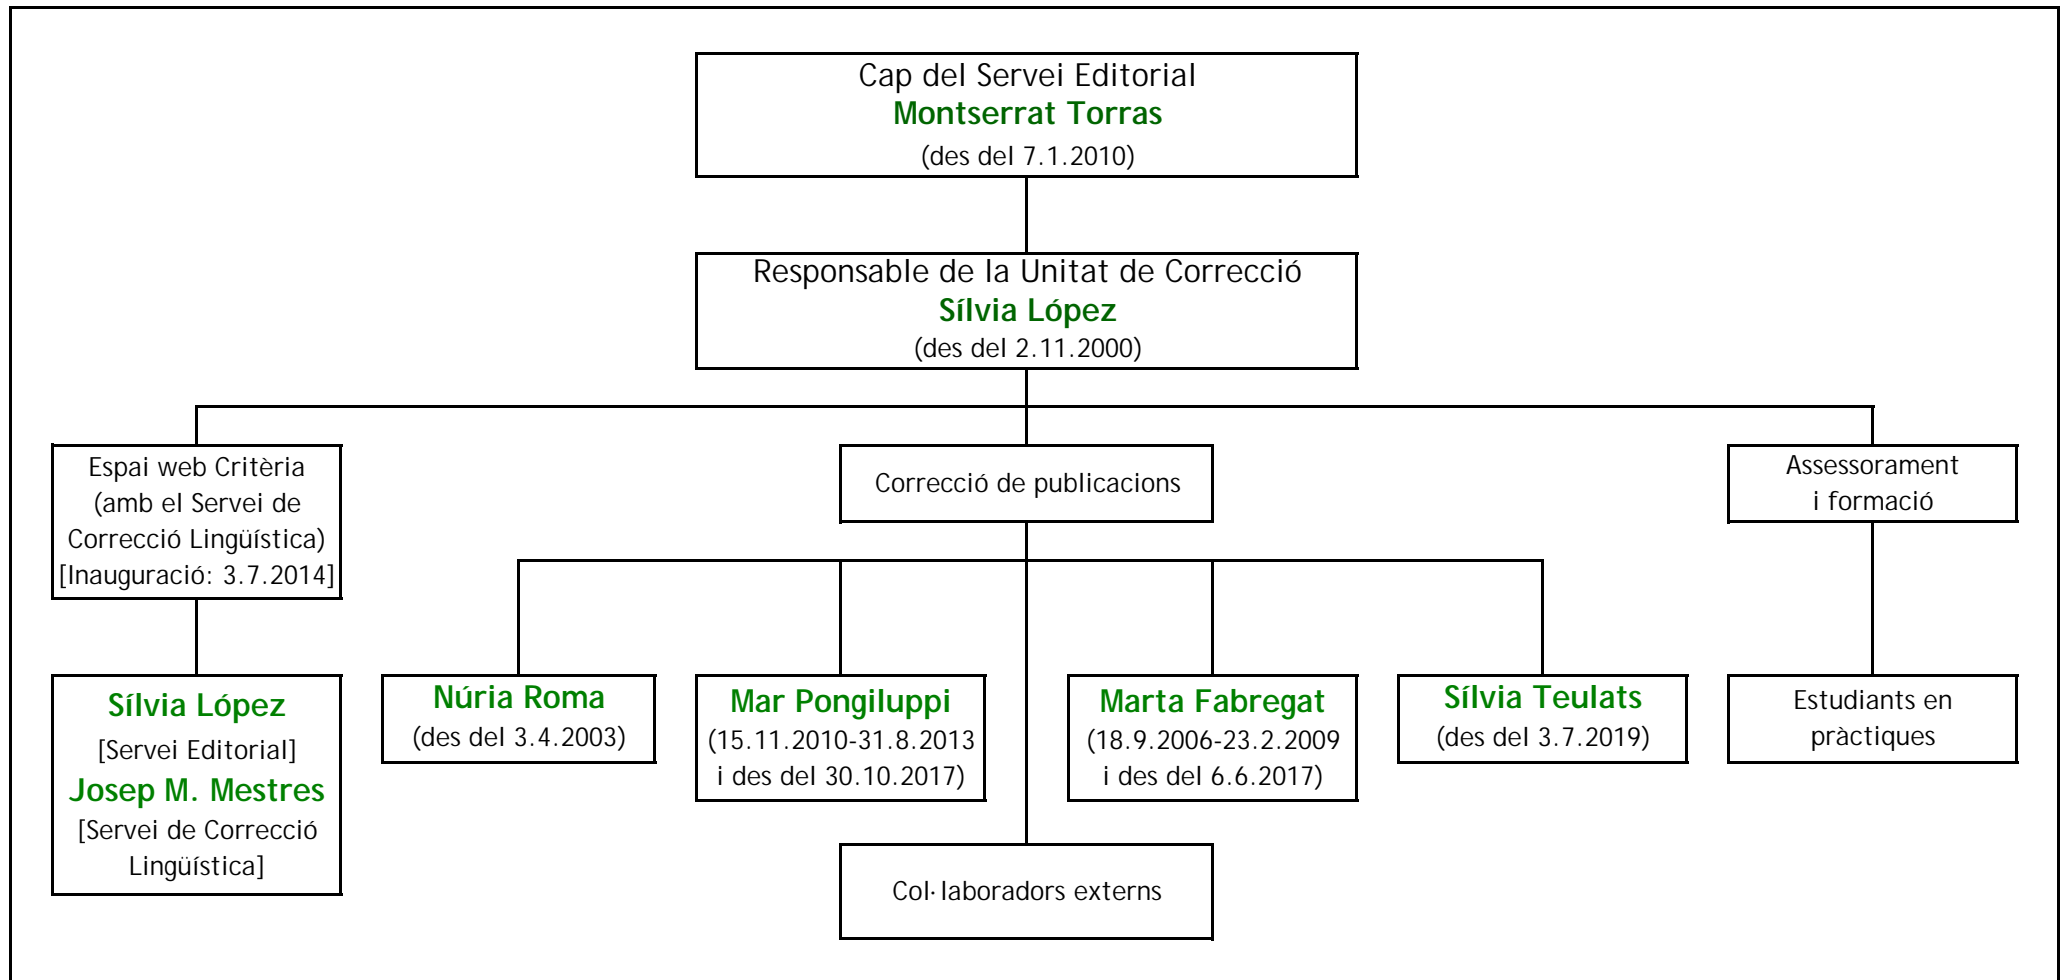 Cap del Servei Editorial
Montserrat Torras
(des del 7.1.2010)
Responsable de la Unitat de Correcció
Sílvia López
(des del 2.11.2000)
Espai web Critèria
(amb el Servei de
Correcció Lingüística)
[Inauguració: 3.7.2014]
Correcció de publicacions
Assessorament
i formació
Sílvia López
[Servei Editorial]
Josep M. Mestres
[Servei de Correcció
Lingüística]
Núria Roma
(des del 3.4.2003)
Mar Pongiluppi
(15.11.2010-31.8.2013
i des del 30.10.2017)
Marta Fabregat
(18.9.2006-23.2.2009
i des del 6.6.2017)
Sílvia Teulats
(des del 3.7.2019)
Estudiants en
pràctiques
Col·laboradors externs